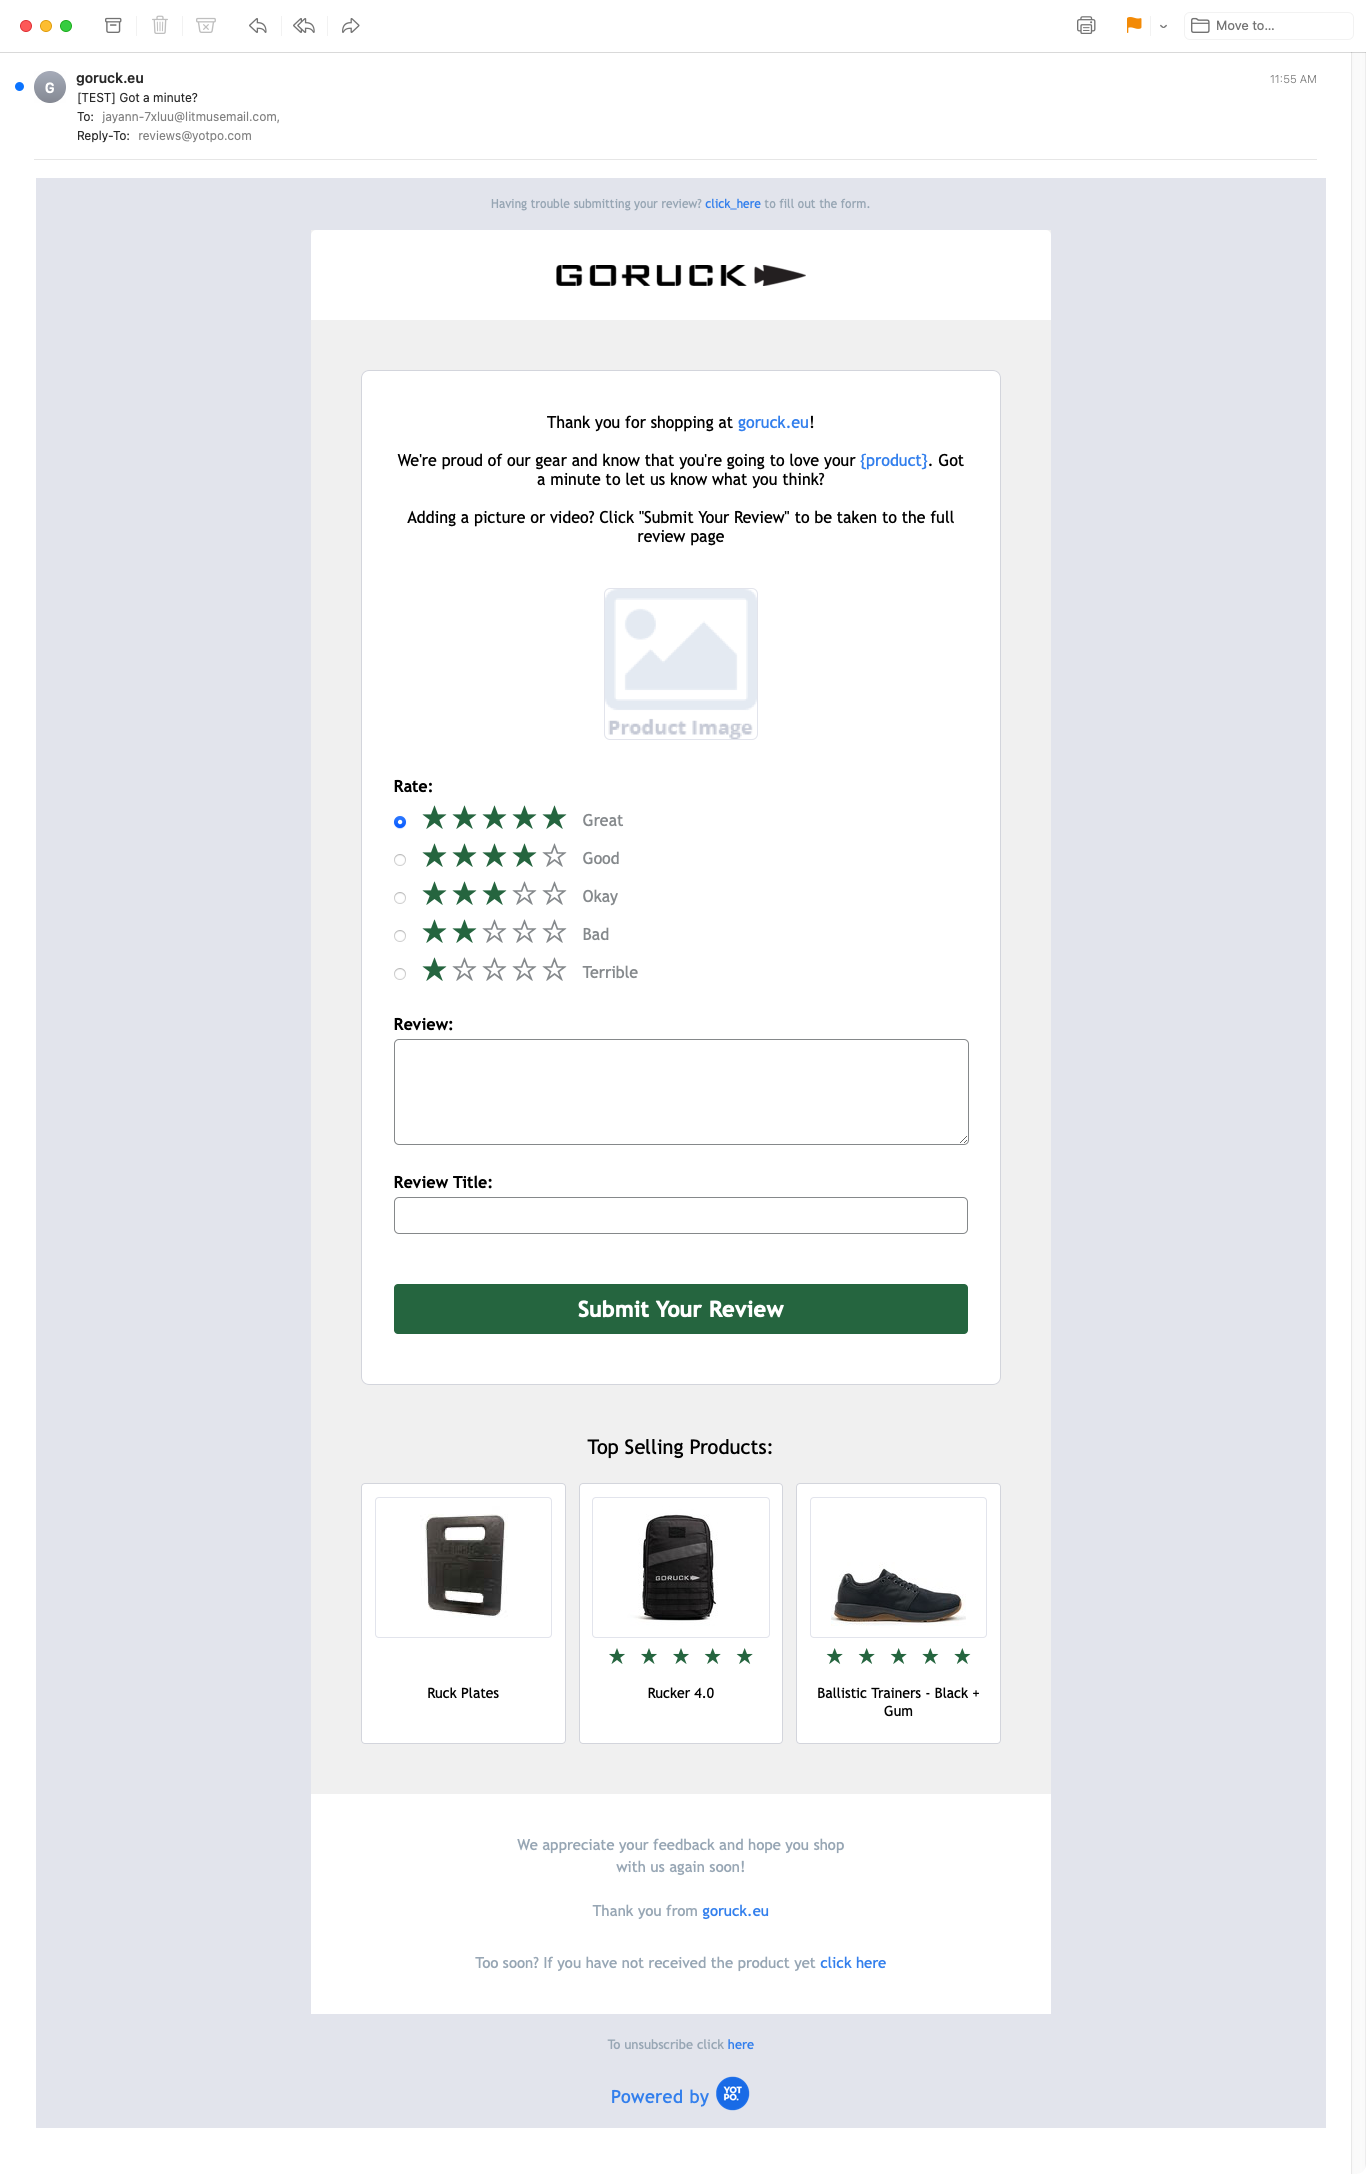 Move to...
G
goruck.eu
11:55 AM
[TEST] Got a minute?
To: jayann-7xluu@litmusemail.com,
Reply-To: reviews@yotpo.com
Having trouble submitting your review? click_here to fill out the form.
GORUCK
Thank you for shopping at goruck.eu!
We're proud of our gear and know that you're going to love your {product}. Got
a minute to let us know what you think?
Adding a picture or video? Click "Submit Your Review" to be taken to the full
review page
Product Image
Rate:
Great
Good
Okay
Bad
Terrible
Review:
Review Title:
Submit Your Review
Top Selling Products:
GORUCK
Ruck Plates
Rucker 4.0
Ballistic Trainers - Black +
Gum
We appreciate your feedback and hope you shop
with us again soon!
Thank you from goruck.eu
Too soon? If you have not received the product yet click here
To unsubscribe click here
Powered by YOT
PO.